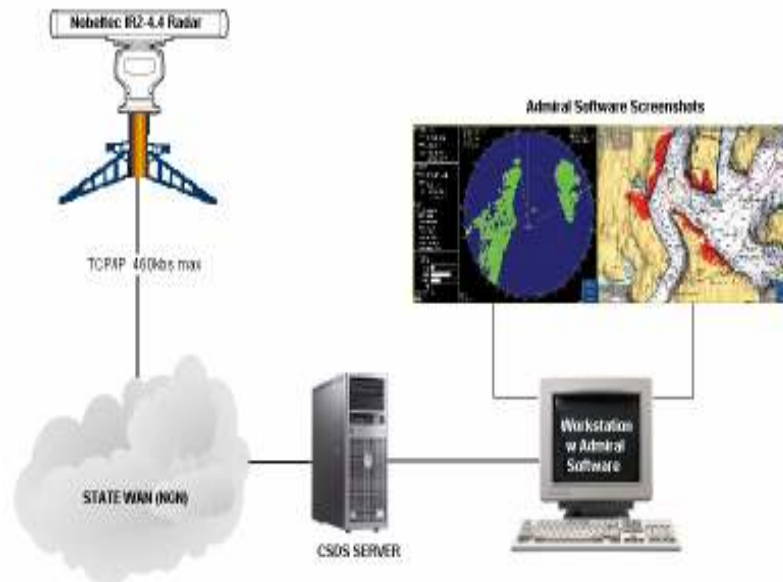 Nobeltec IR2-4.4 Radar
Admiral Software Screenshots
TCP/IP 460kbs max
STATE WAN (NGN)
CSDS SERVER
Workstation
w Admiral
Software